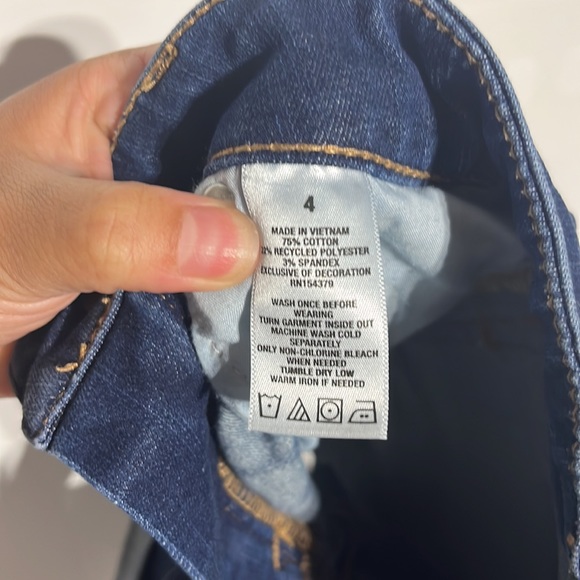 4
MADE IN VIETNAM
75% COTTON
RECYCLED POLYESTER
3% SPANDEX
EXCLUSIVE OF DECORATION
RN154379
WASH ONCE BEFORE
WEARING
TURN GARMENT INSIDE OUT
MACHINE WASH COLD
SEPARATELY
ONLY NON-CHLORINE BLEACH
WHEN NEEDED
TUMBLE DRY LOW
WARM IRON IF NEEDED